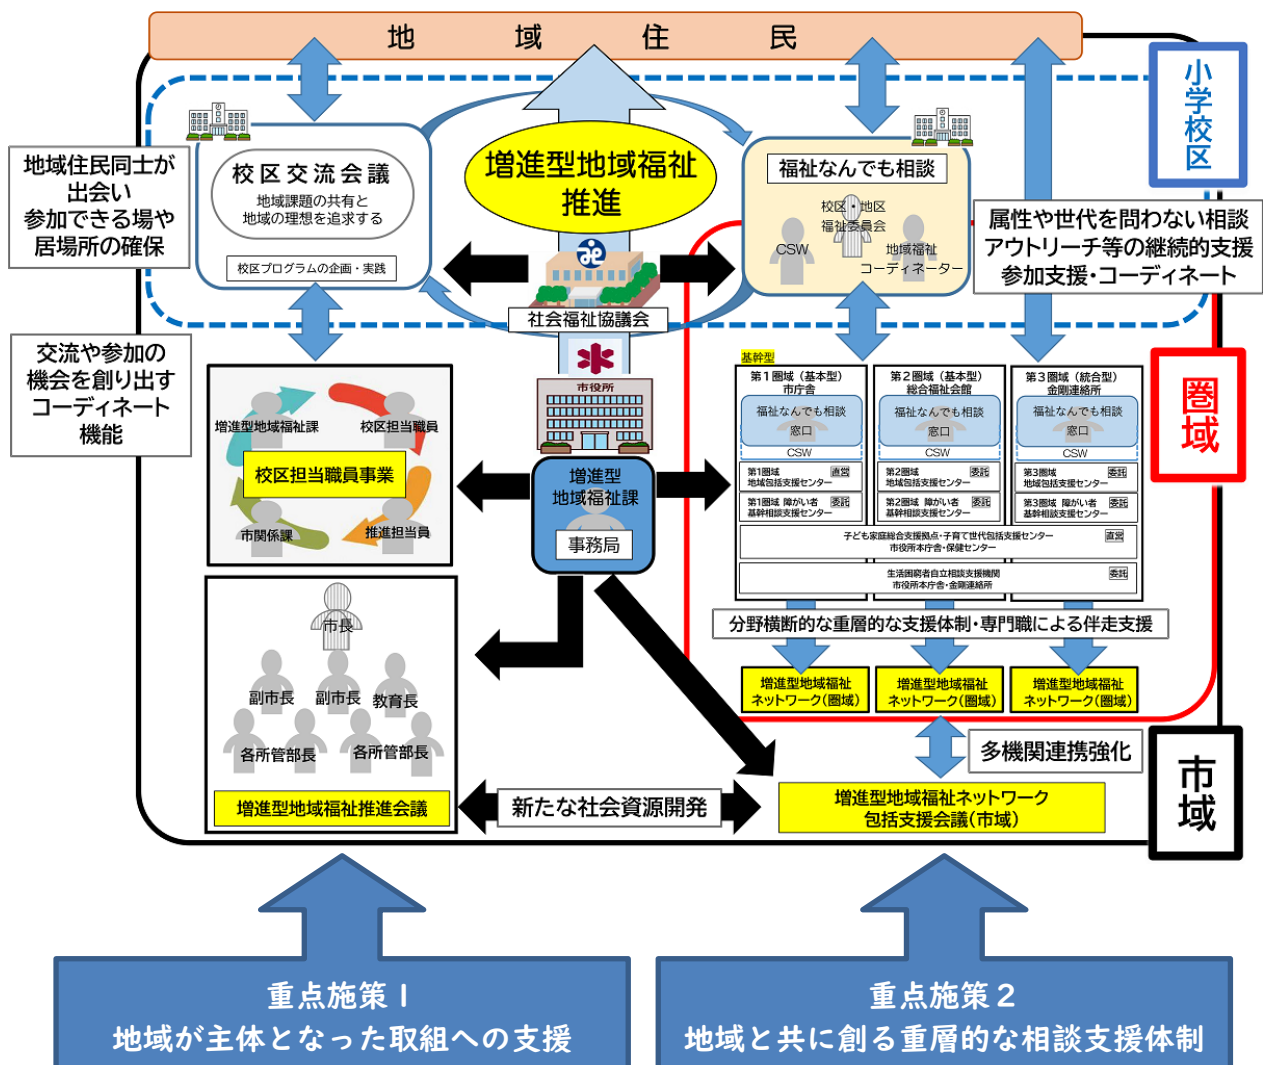 地域住民
小学校区
校区交流会議
地域課題の共有と
地域の理想を追求する
校区プログラムの企画・実践
増進型地域福祉
推進
福祉なんでも相談
校区・地区
福祉委員会
CSW
地域福祉
コーディネーター
地域住民同士が
出会い
参加できる場や
居場所の確保
属性や世代を問わない相談
アウトリーチ等の継続的支援
参加支援・コーディネート
社会福祉協議会
交流や参加の
機会を創り出す
コーディネート
機能
圏域
増進型地域福祉課
校区担当職員
校区担当職員事業
市関係課
推進担当員
市役所
増進型
地域福祉課
事務局
基幹型
第1圏域(基本型)
市庁舎
福祉なんでも相談
窓口
CSW
第1圏域
地域包括支援センター
直営
第1圏域 障がい者
基幹相談支援センター
委託
第2圏域(基本型)
総合福祉会館
福祉なんでも相談
窓口
CSW
第2圏域
地域包括支援センター
委託
第2圏域 障がい者
基幹相談支援センター
委託
第3圏域(統合型)
金剛連絡所
福祉なんでも相談
窓口
CSW
第3圏域
地域包括支援センター
委託
第3圏域 障がい者
基幹相談支援センター
委託
子ども家庭総合支援拠点・子育て世代包括支援センター
市役所本庁舎・保健センター
直営
生活困窮者自立相談支援機関
市役所本庁舎・金剛連絡所
委託
分野横断的な重層的な支援体制・専門職による伴走支援
増進型地域福祉
ネットワーク(圏域)
増進型地域福祉
ネットワーク(圏域)
増進型地域福祉
ネットワーク(圏域)
市長
副市長
副市長
教育長
各所管部長
各所管部長
増進型地域福祉推進会議
新たな社会資源開発
多機関連携強化
増進型地域福祉ネットワーク
包括支援会議(市域)
市域
重点施策1
地域が主体となった取組への支援
重点施策2
地域と共に創る重層的な相談支援体制